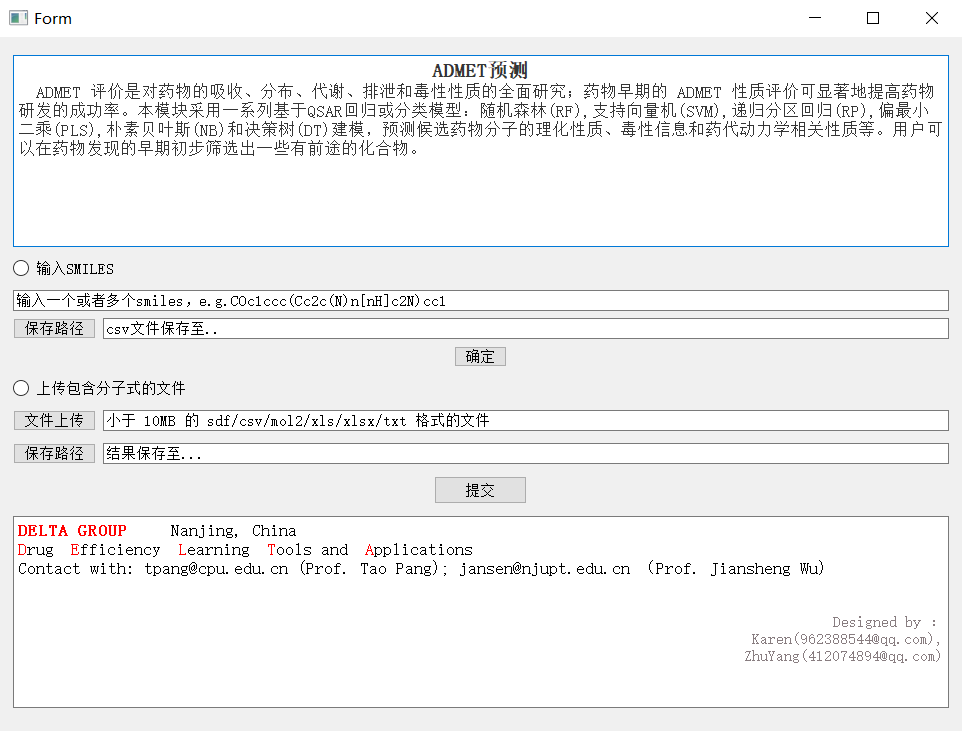 Form
ADMET预测
ADMET 评价是对药物的吸收、分布、代谢、排泄和毒性性质的全面研究；药物早期的 ADMET 性质评价可显著地提高药物
研发的成功率。本模块采用一系列基于QSAR回归或分类模型：随机森林(RF),支持向量机(SVM),递归分区回归(RP),偏最小
二乘(PLS),朴素贝叶斯(NB)和决策树(DT)建模，预测候选药物分子的理化性质、毒性信息和药代动力学相关性质等。用户可
以在药物发现的早期初步筛选出一些有前途的化合物。
输入SMILES
输入一个或者多个smiles，e.g.COc1ccc(Cc2c(N)n[nH]c2N)cc1
保存路径 csv文件保存至..
确定
上传包含分子式的文件
文件上传 小于 10MB 的 sdf/csv/mol2/xls/xlsx/txt 格式的文件
保存路径 结果保存至...
提交
DELTA GROUP Nanjing, China
Drug Efficiency Learning Tools and Applications
Contact with: tpang@cpu.edu.cn (Prof. Tao Pang); jansen@njupt.edu.cn （Prof. Jiansheng Wu)
Designed by :
Karen(962388544@qq.com),
ZhuYang(412074894@qq.com)